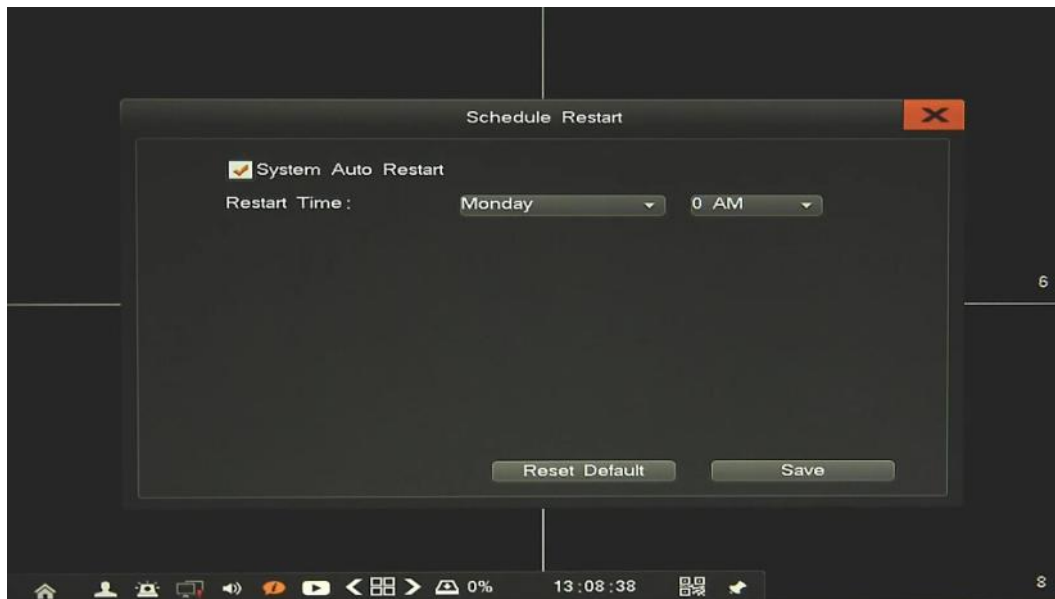 Schedule Restart
System Auto Restart
Restart Time: Monday 0 AM
6
Reset Default Save
0% 13:08:38
8